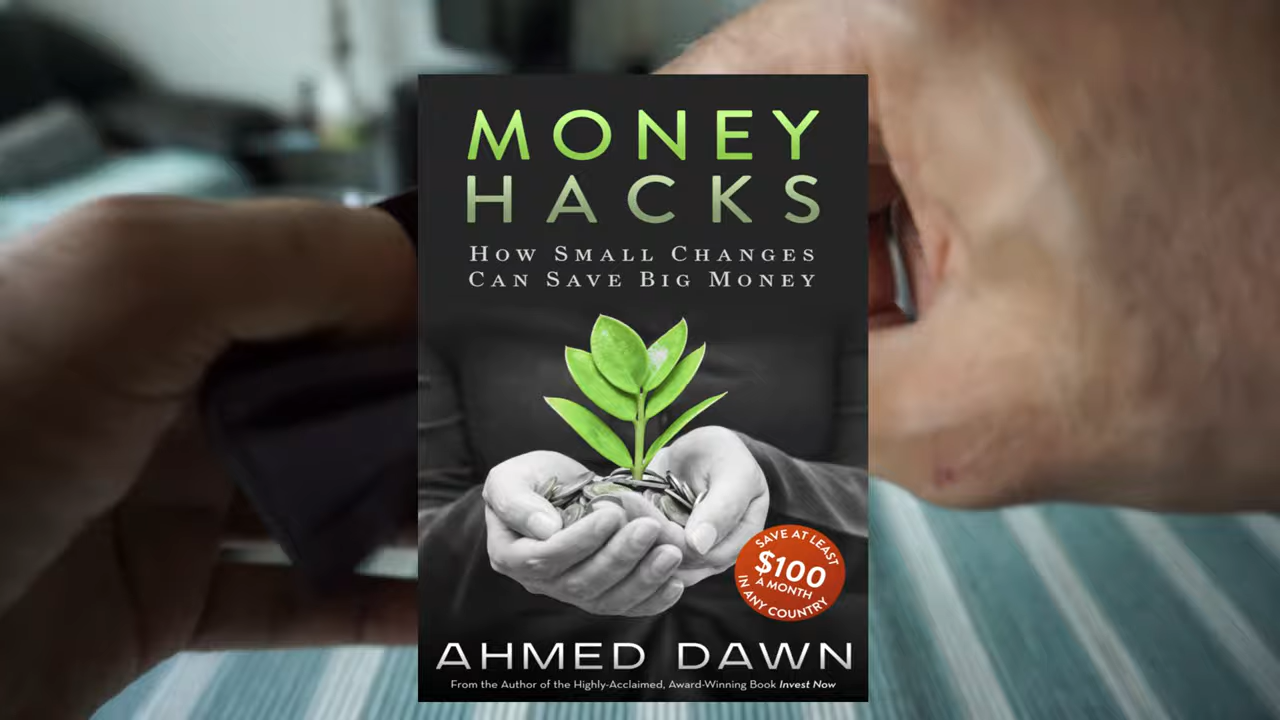 MONEY
HACKS
HOW SMALL CHANGES
CAN SAVE BIG MONEY
SAVE AT LEAST
$100
A MONTH
IN ANY COUNTRY
AHMED DAWN
From the Author of the Highly-Acclaimed, Award-Winning Book Invest Now